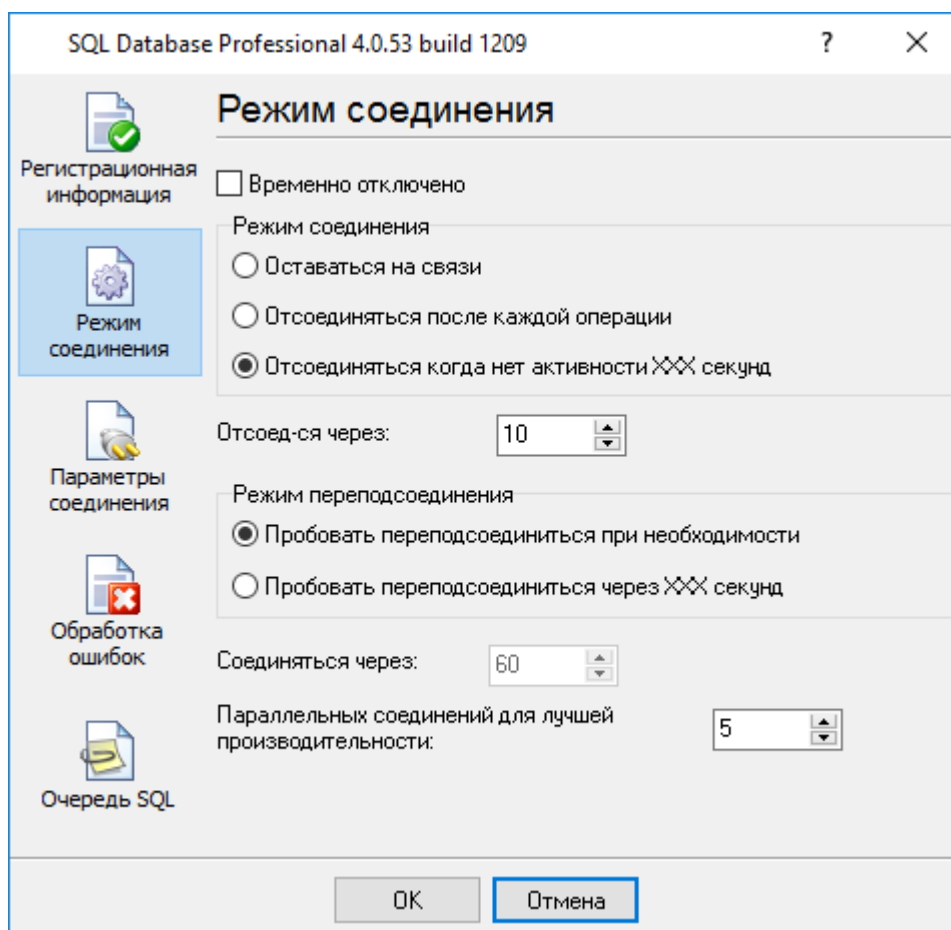 SQL Database Professional 4.0.53 build 1209
?
Регистрационная
информация
Режим
соединения
Параметры
соединения
Обработка
ошибок
Очередь SQL
Режим соединения
Временно отключено
Режим соединения
Оставаться на связи
Отсоединяться после каждой операции
Отсоединяться когда нет активности XXX секунд
Отсоед-ся через: 10
Режим переподсоединения
Пробовать переподсоединиться при необходимости
Пробовать переподсоединиться через XXX секунд
Соединяться через: 60
Параллельных соединений для лучшей
производительности: 5
OK
Отмена